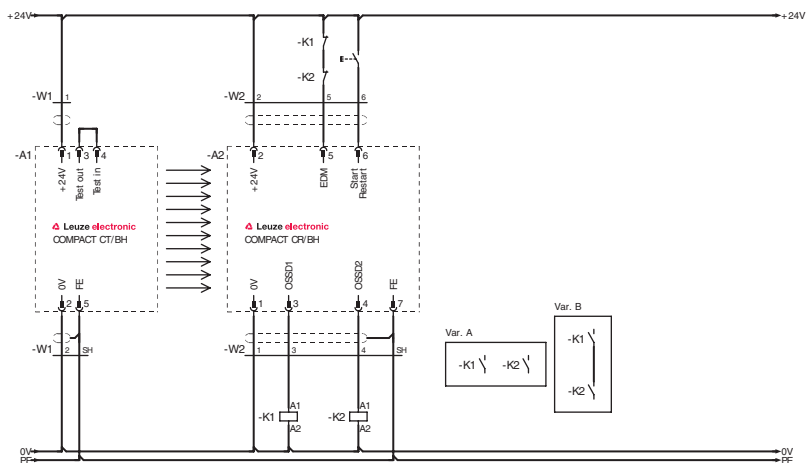 +24V +24V
-K1
-K2
-W1 1 -W2 2 5 6
-A1 1 3 4 -A2 2 5 6
+24V Test out Test in +24V EDM Start Restart
Leuze electronic Leuze electronic
COMPACT CT/BH COMPACT CR/BH
0V FE 0V OSSD1 OSSD2 FE
2 5 1 3 4 7
Var. A Var. B
-K1
-K1 -K2
-K2
-W1 2 SH -W2 1 3 4 SH
-K1 A1 A2 -K2 A1 A2
0V 0V
PE PE